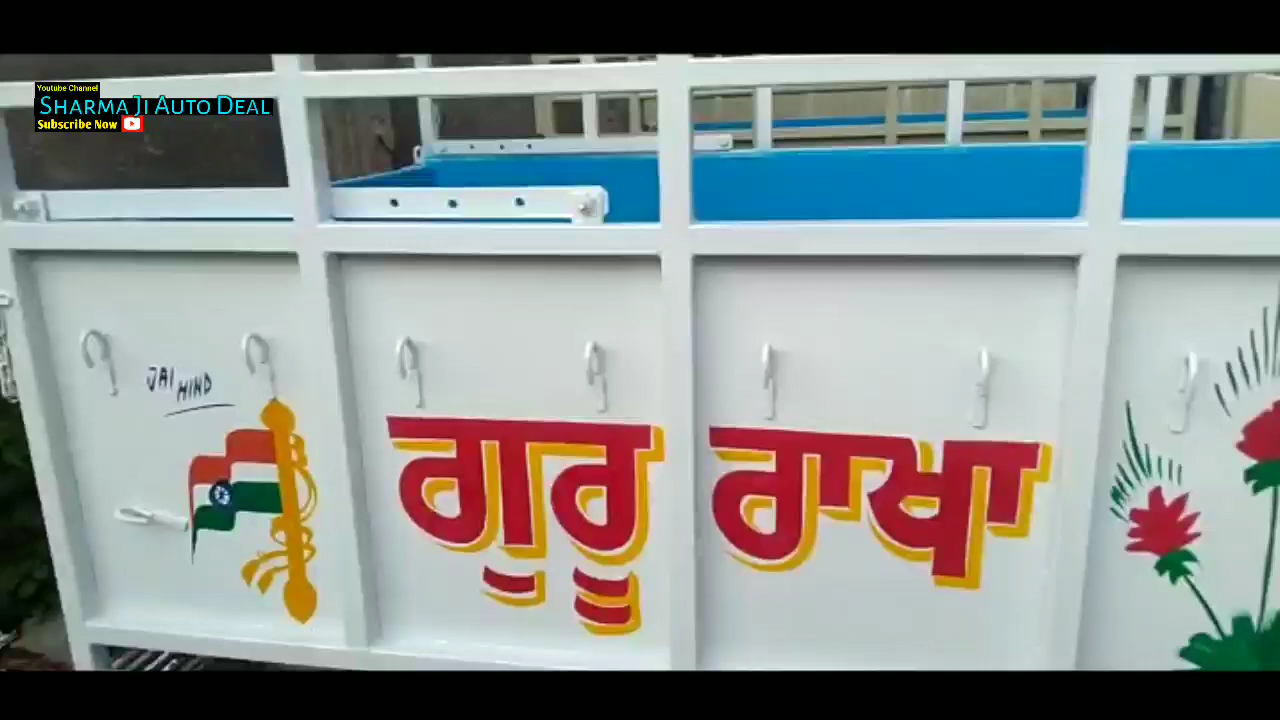 Youtube Channel
SHARMA JI AUTO DEAL
Subscribe Now
JAI HIND
ਗੁਰੂ ਰਾਖਾ